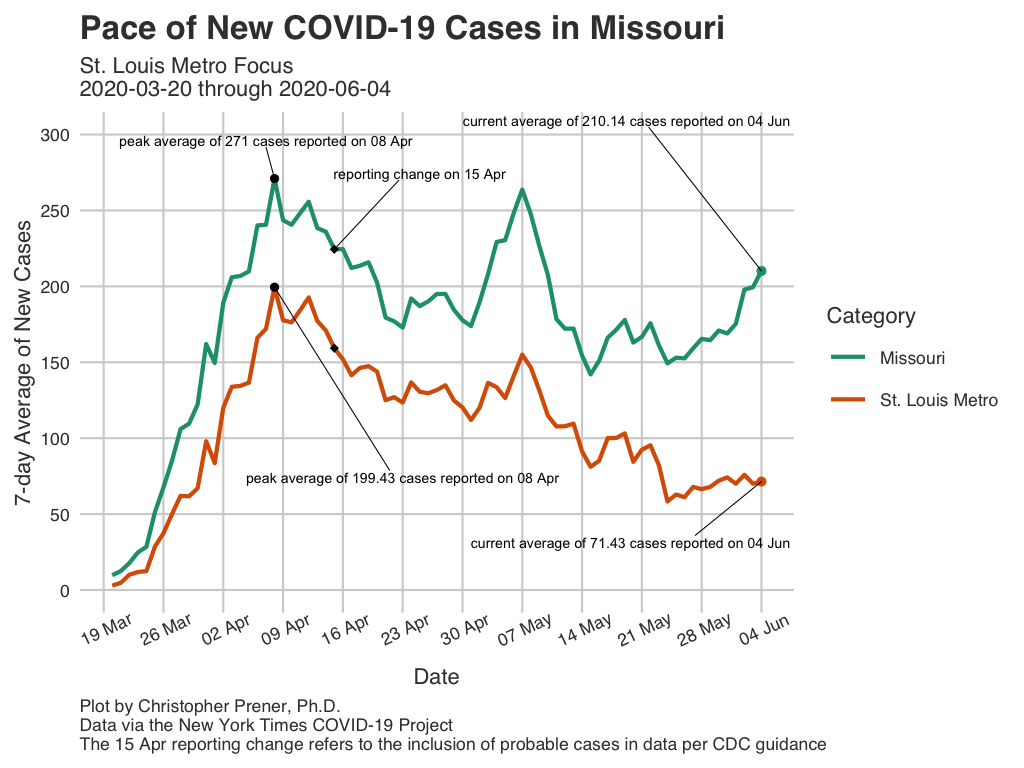 Pace of New COVID-19 Cases in Missouri
St. Louis Metro Focus
2020-03-20 through 2020-06-04
current average of 210.14 cases reported on 04 Jun
peak average of 271 cases reported on 08 Apr
reporting change on 15 Apr
peak average of 199.43 cases reported on 08 Apr
current average of 71.43 cases reported on 04 Jun
7-day Average of New Cases
300
250
200
150
100
50
0
19 Mar
26 Mar
02 Apr
09 Apr
16 Apr
23 Apr
30 Apr
07 May
14 May
21 May
28 May
04 Jun
Date
Category
Missouri
St. Louis Metro
Plot by Christopher Prener, Ph.D.
Data via the New York Times COVID-19 Project
The 15 Apr reporting change refers to the inclusion of probable cases in data per CDC guidance